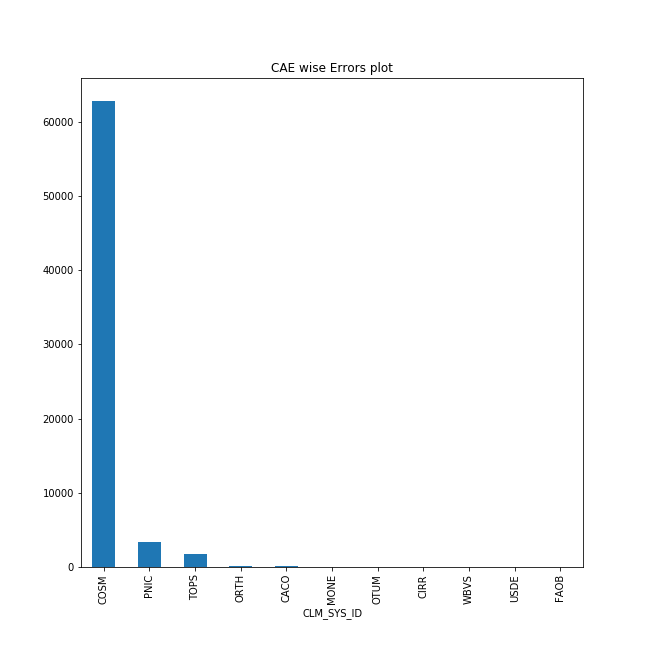 CAE wise Errors plot
60000
50000
40000
30000
20000
10000
0
COSM
PNIC
TOPS
ORTH
CACO
MONE
OTUM
CIRR
WBVS
USDE
FAOB
CLM_SYS_ID